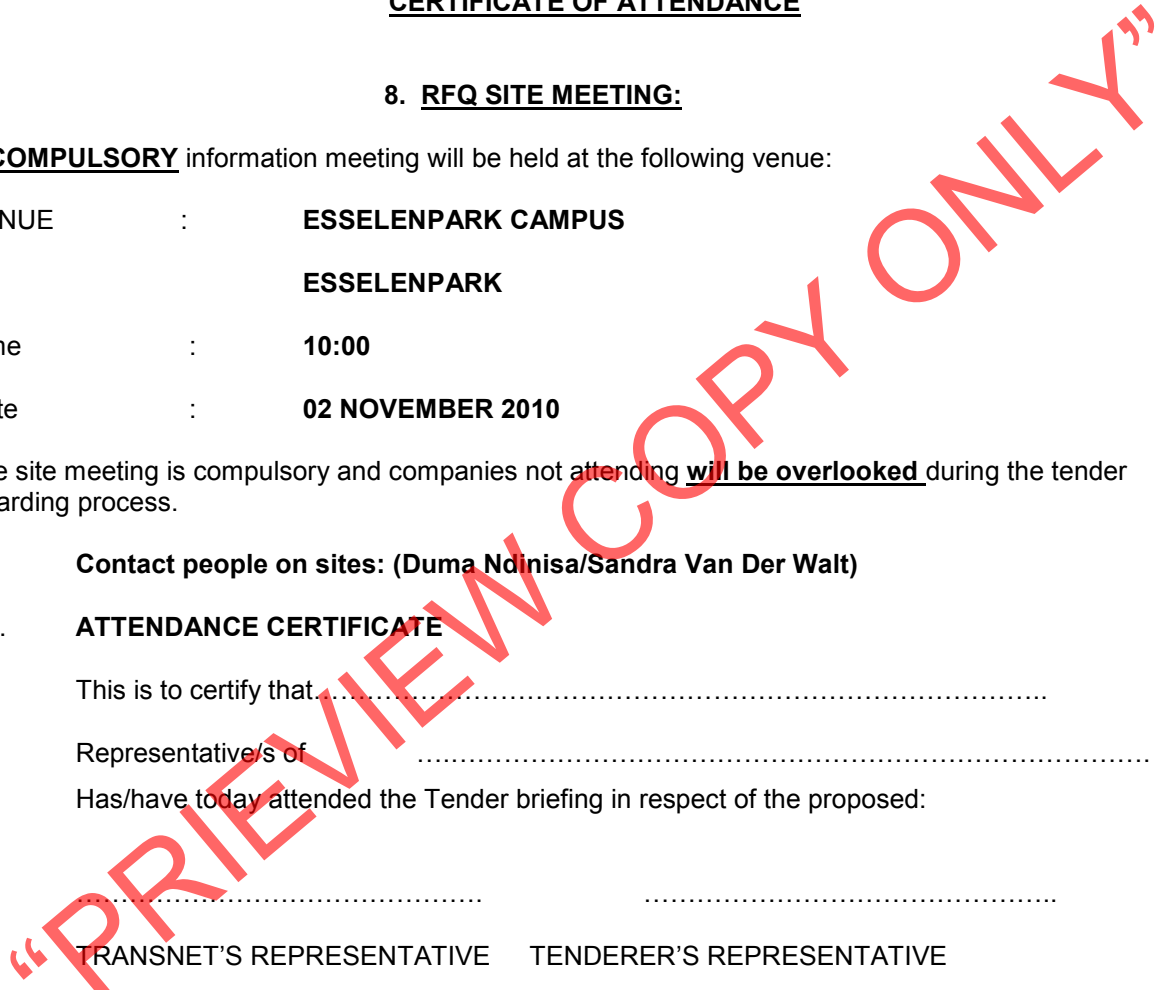 CERTIFICATE OF ATTENDANCE
8. RFQ SITE MEETING:
COMPULSORY information meeting will be held at the following venue:
NUE : ESSELENPARK CAMPUS
ESSELENPARK
me : 10:00
te : 02 NOVEMBER 2010
e site meeting is compulsory and companies not attending will be overlooked during the tender
arding process.
Contact people on sites: (Duma Ndinisa/Sandra Van Der Walt)
. ATTENDANCE CERTIFICATE
This is to certify that……………………………………………………………………..
Representative/s of ….…………………………………………………………………….
Has/have today attended the Tender briefing in respect of the proposed:
……………………………………. ……………………………………..
TRANSNET'S REPRESENTATIVE TENDERER'S REPRESENTATIVE
“PRIEVIEW COPY ONLY”